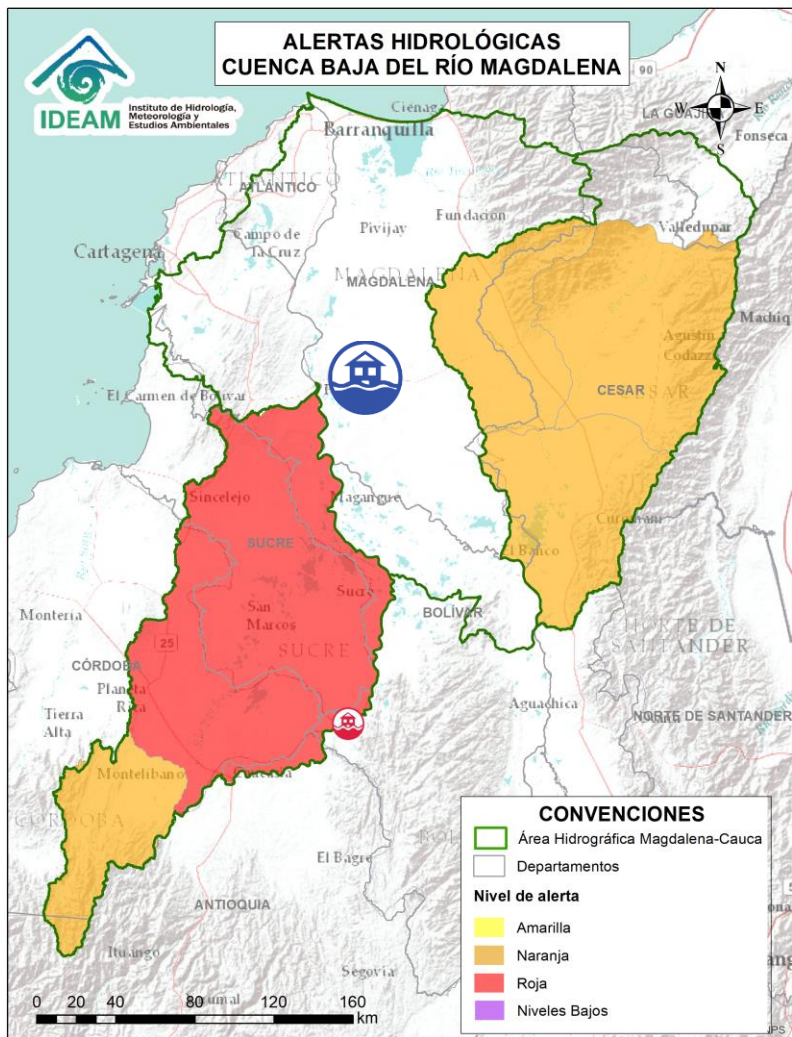 ALERTAS HIDROLÓGICAS
CUENCA BAJA DEL RÍO MAGDALENA
IDEAM
Instituto de Hidrología,
Meteorología y
Estudios Ambientales
N
W
E
S
90
Ciénaga
LA GUAJIRA
Barranquilla
Fonseca
ATLÁNTICO
Fundación
Valledupar
Pivijay
Campo de
La Cruz
Cartagena
MAGDALENA
MAGDALENA
Machiq
Agustín
Codazzi
CESAR
El Carmen de Bolívar
Sincelejo
Magangué
Curumaní
SUCRE
El Banco
Sucre
BOLÍVAR
San
Marcos
Montería
NORTE DE
SANTANDER
SUCRE
25
CÓRDOBA
Planeta
Rica
Aguachica
Tierra
Alta
NORTE DE SANTANDER
Montelibano
CÓRDOBA
El Bagre
ANTIOQUIA
Ituango
Segovia
CONVENCIONES
Área Hidrográfica Magdalena-Cauca
Departamentos
Nivel de alerta
Amarilla
Naranja
Roja
Niveles Bajos
0 20 40 80 120 160
km